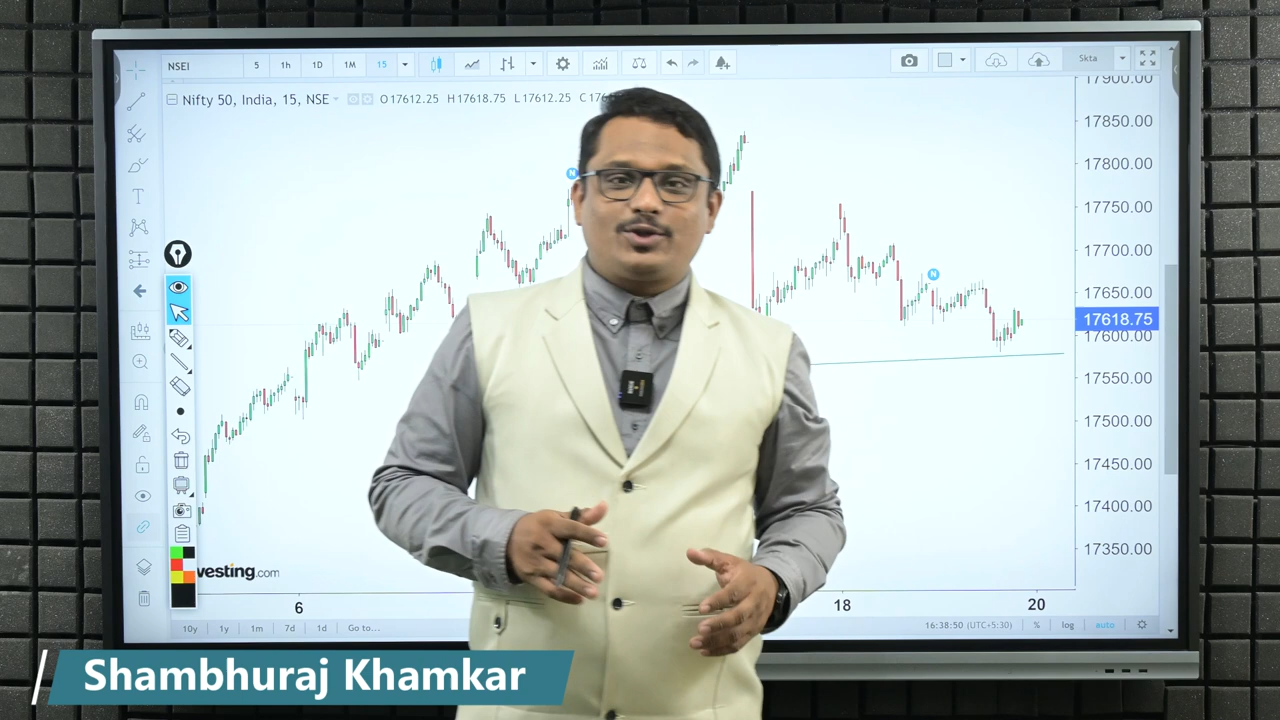 NSEI 5 1h 1D 1M 15 5kta
Nifty 50, India, 15, NSE O17612.25 H17618.75 L17612.25 C176
17900.00
17850.00
17800.00
17750.00
17700.00
17650.00
17618.75
17600.00
17550.00
17500.00
17450.00
17400.00
17350.00
N
N
vesting.com
6 18 20
10y 1y 1m 7d 1d Go to... 16:38:50 (UTC+5:30) % log auto
Shambhuraj Khamkar